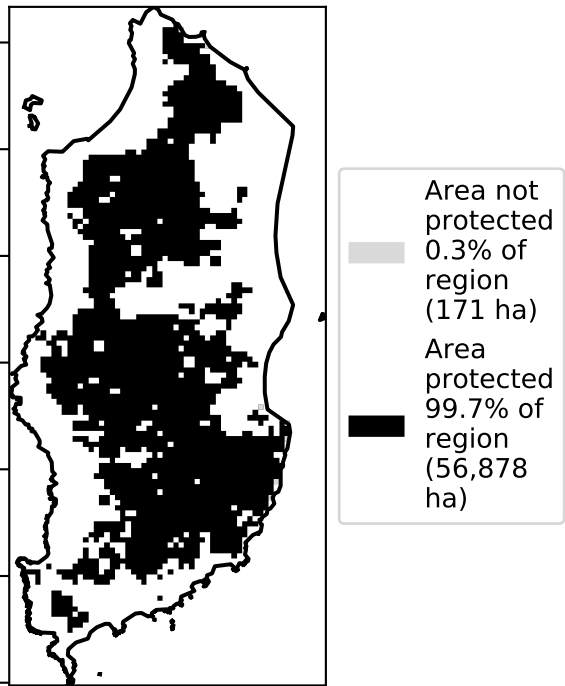 Area not
protected
0.3% of
region
(171 ha)
Area
protected
99.7% of
region
(56,878
ha)